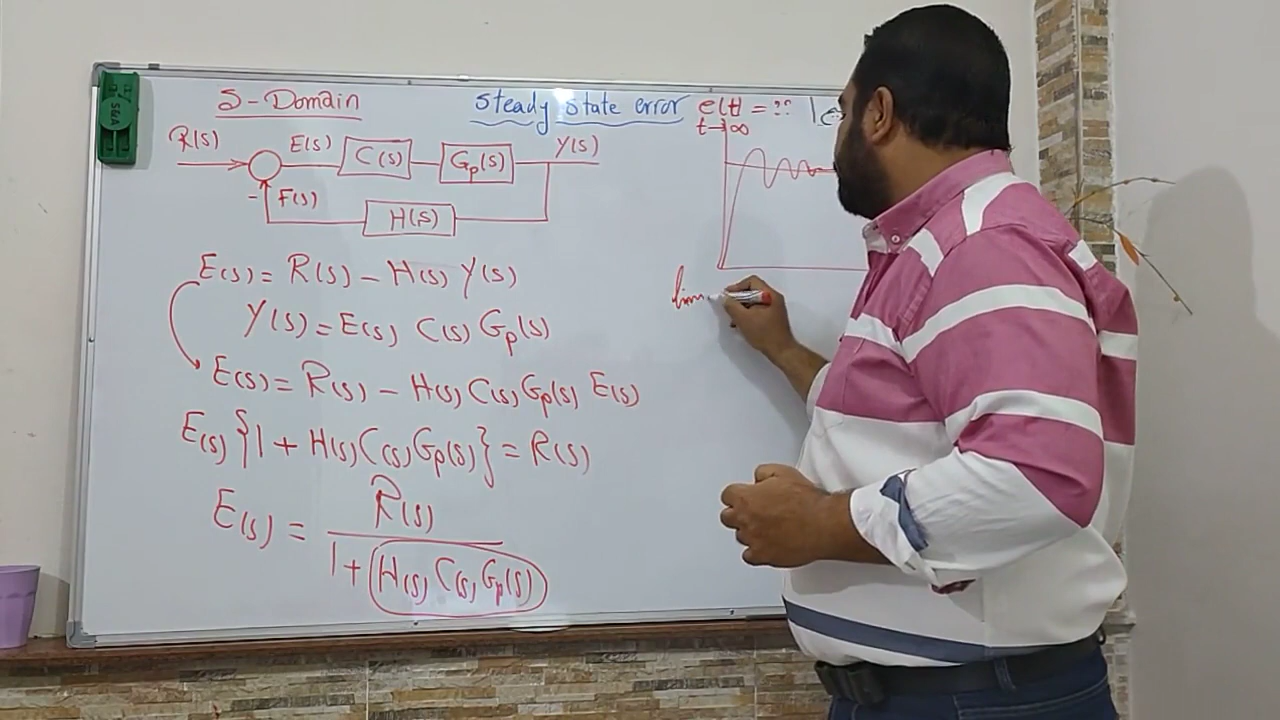 S-Domain
Steady State error e(t) = ??
t→∞
R(s) E(s) C(s) Gp(s) Y(s)
- F(s) H(s)
E(s) = R(s) - H(s) Y(s)
lim
Y(s) = E(s) C(s) Gp(s)
E(s) = R(s) - H(s) C(s) Gp(s) E(s)
E(s) {1 + H(s) C(s) Gp(s)} = R(s)
E(s) = R(s)
1 + H(s) C(s) Gp(s)